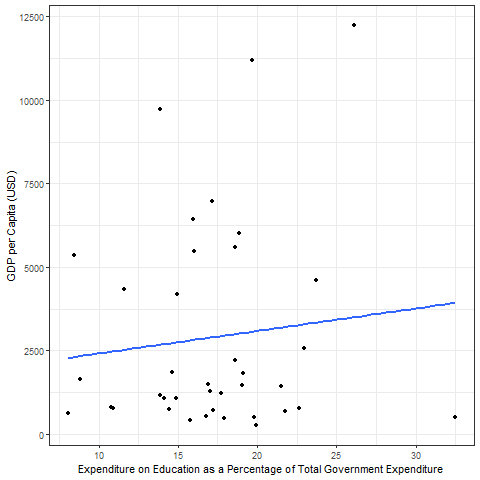 12500
10000
7500
5000
2500
0
GDP per Capita (USD)
10 15 20 25 30
Expenditure on Education as a Percentage of Total Government Expenditure